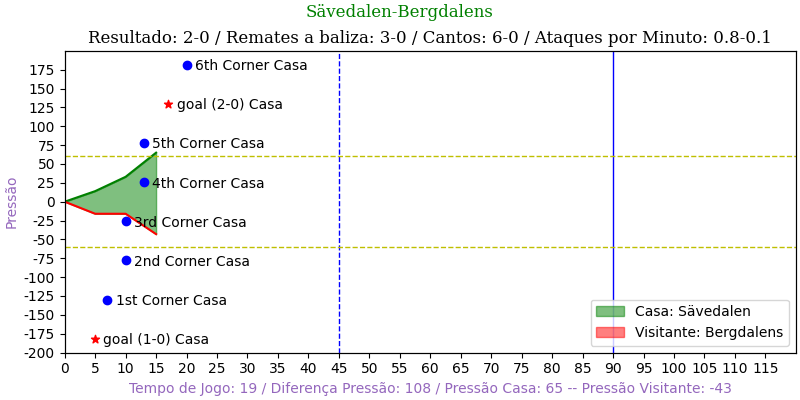 Sävedalen-Bergdalens
Resultado: 2-0 / Remates a baliza: 3-0 / Cantos: 6-0 / Ataques por Minuto: 0.8-0.1
175
150
125
100
75
50
25
0
-25
-50
-75
-100
-125
-150
-175
-200
Pressão
6th Corner Casa
goal (2-0) Casa
5th Corner Casa
4th Corner Casa
3rd Corner Casa
2nd Corner Casa
1st Corner Casa
goal (1-0) Casa
Casa: Sävedalen
Visitante: Bergdalens
0 5 10 15 20 25 30 35 40 45 50 55 60 65 70 75 80 85 90 95 100 105 110 115
Tempo de Jogo: 19 / Diferença Pressão: 108 / Pressão Casa: 65 -- Pressão Visitante: -43